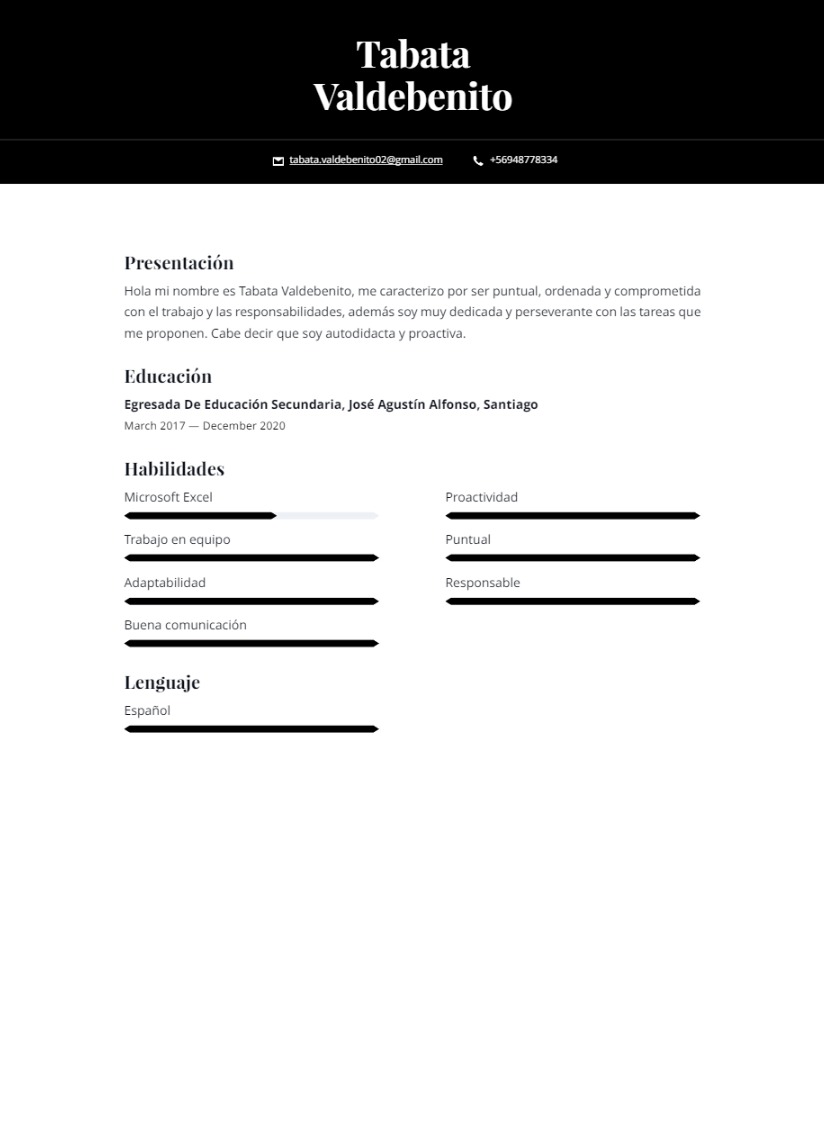 Tabata
Valdebenito
tabata.valdebenito02@gmail.com +56948778334
Presentación
Hola mi nombre es Tabata Valdebenito, me caracterizo por ser puntual, ordenada y comprometida
con el trabajo y las responsabilidades, además soy muy dedicada y perseverante con las tareas que
me proponen. Cabe decir que soy autodidacta y proactiva.
Educación
Egresada De Educación Secundaria, José Agustín Alfonso, Santiago
March 2017 — December 2020
Habilidades
Microsoft Excel
Proactividad
Trabajo en equipo
Puntual
Adaptabilidad
Responsable
Buena comunicación
Lenguaje
Español